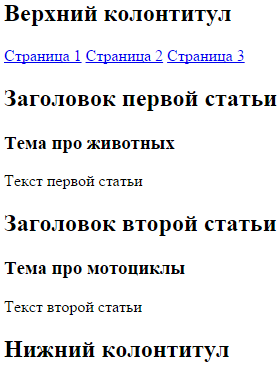 Верхний колонтитул
Страница 1 Страница 2 Страница 3
Заголовок первой статьи
Тема про животных
Текст первой статьи
Заголовок второй статьи
Тема про мотоциклы
Текст второй статьи
Нижний колонтитул